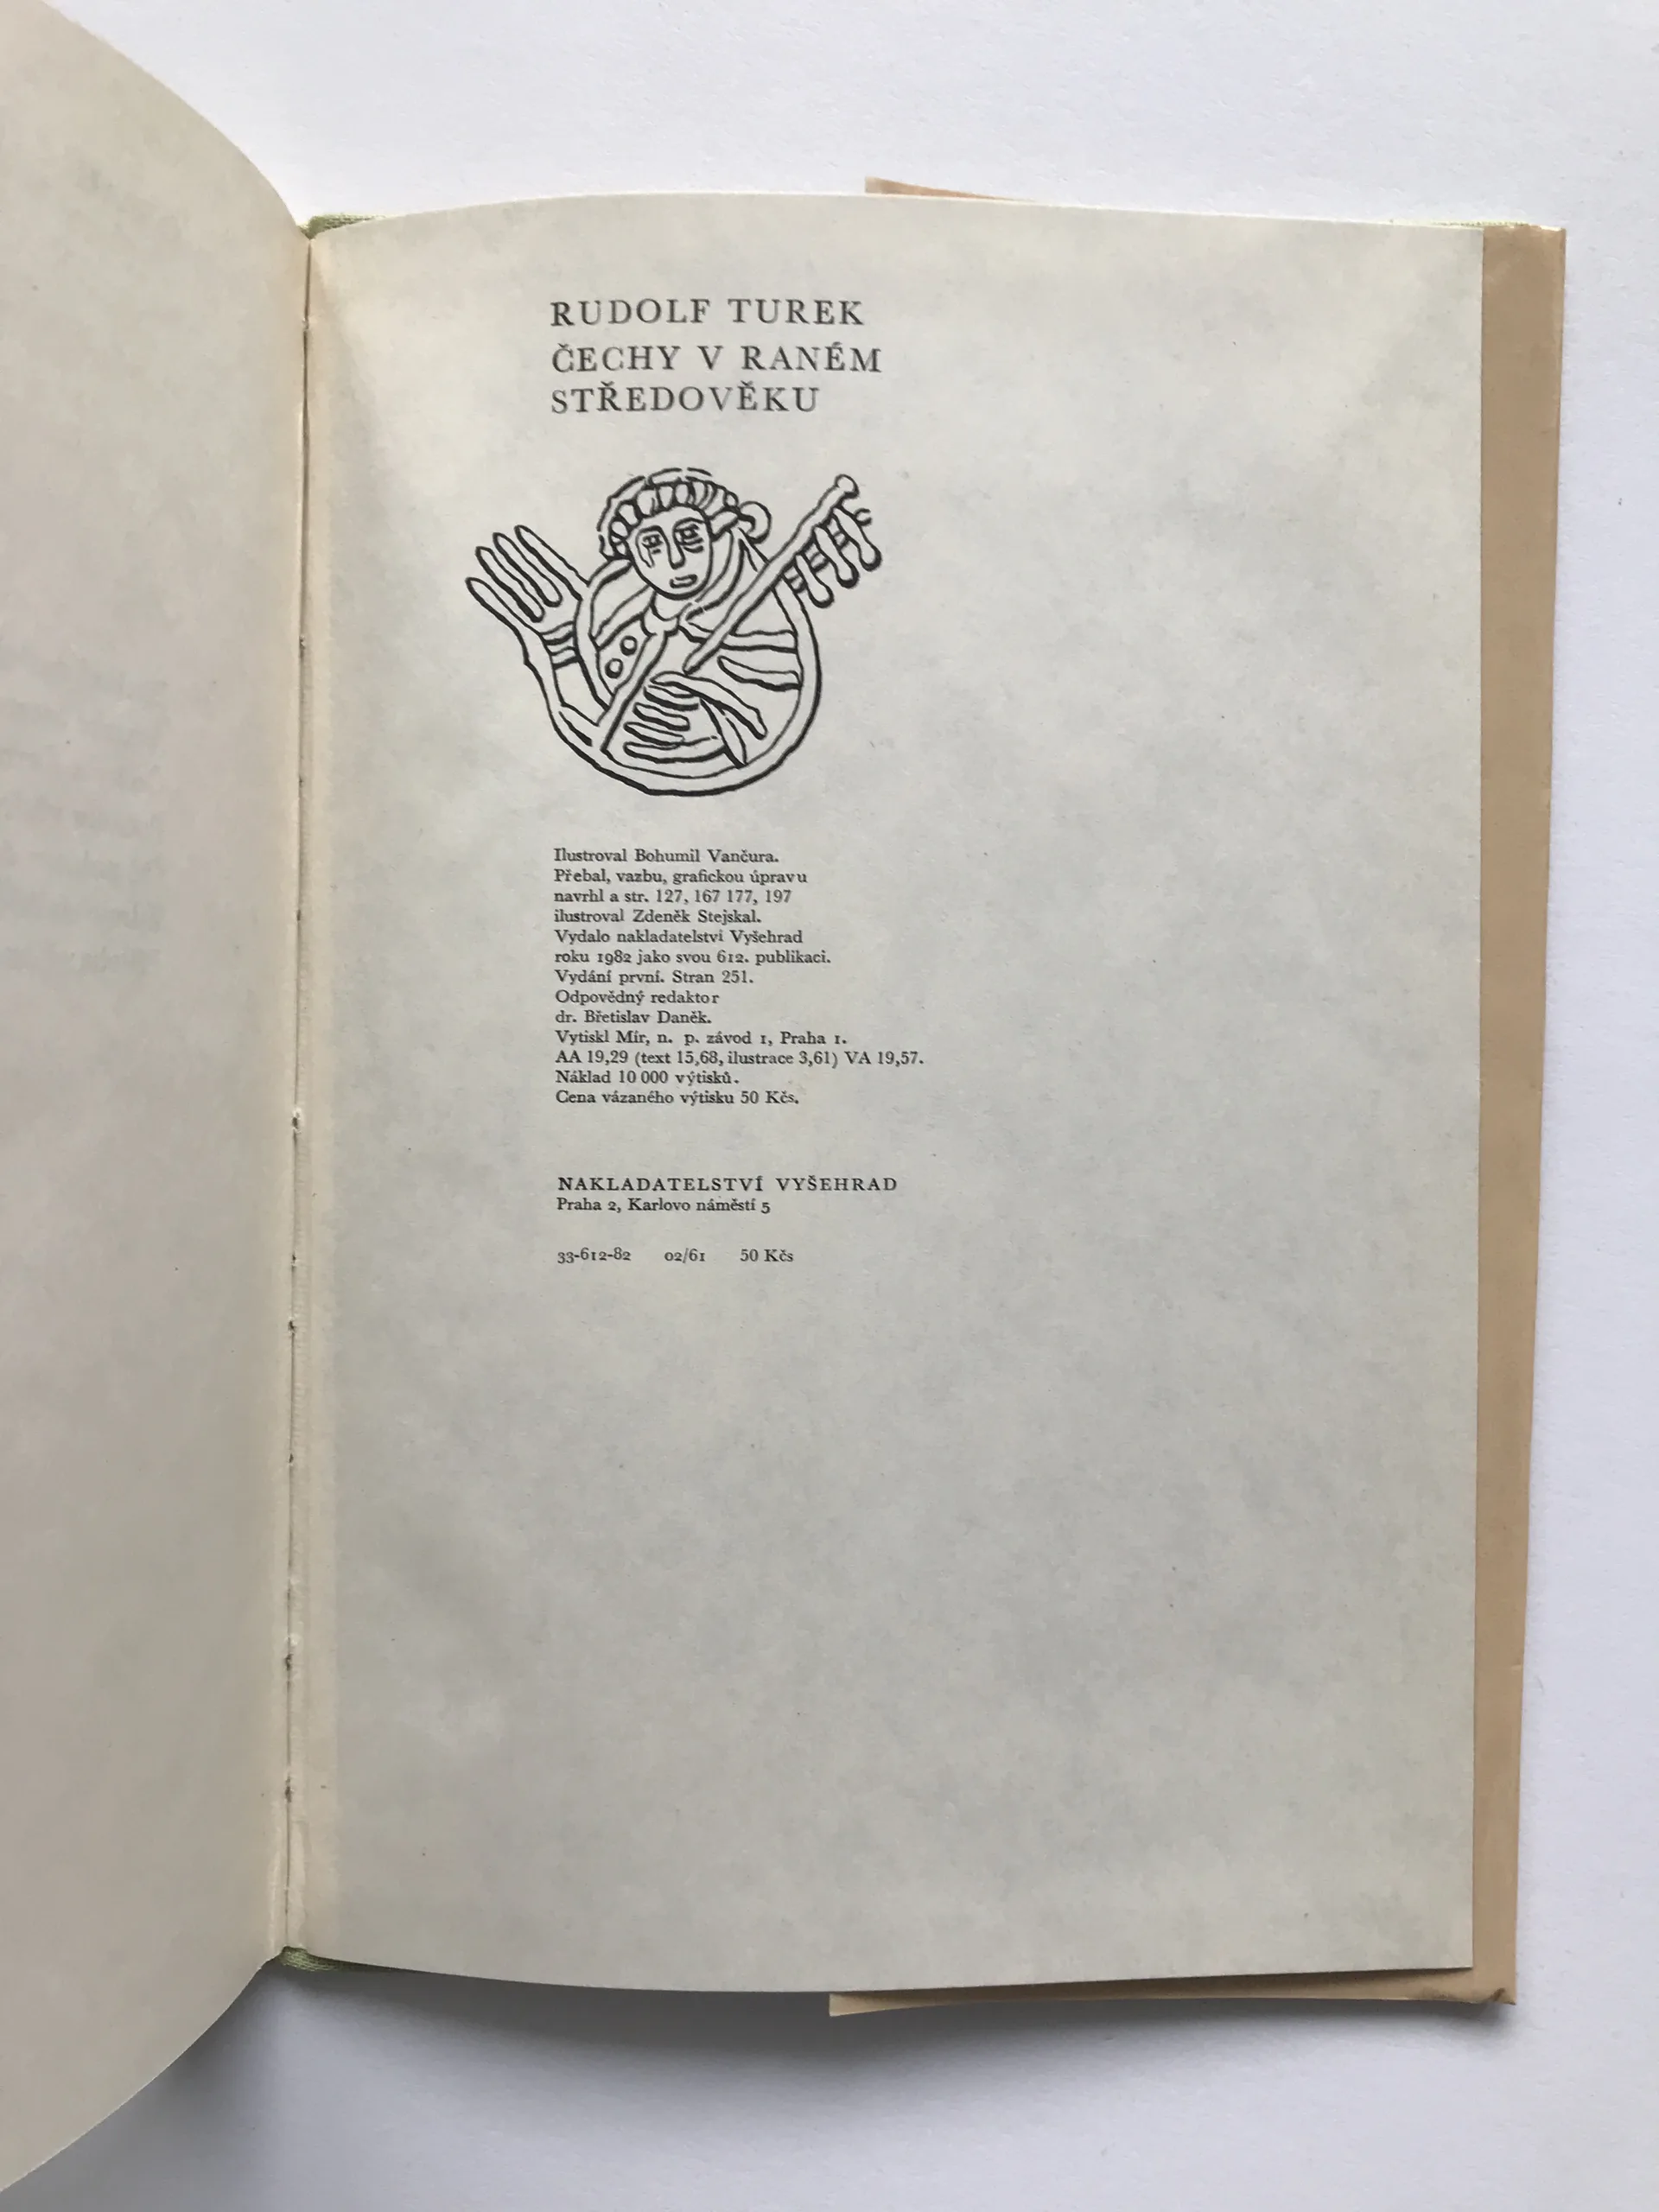 RUDOLF TUREK
ČECHY V RANÉM
STŘEDOVĚKU
Ilustroval Bohumil Vančura.
Přebal, vazbu, grafickou úpravu
navrhl a str. 127, 167 177, 197
ilustroval Zdeněk Stejskal.
Vydalo nakladatelství Vyšehrad
roku 1982 jako svou 612. publikaci.
Vydání první. Stran 251.
Odpovědný redaktor
dr. Břetislav Daněk.
Vytiskl Mír, n. p. závod 1, Praha 1.
AA 19,29 (text 15,68, ilustrace 3,61) VA 19,57.
Náklad 10 000 výtisků.
Cena vázaného výtisku 50 Kčs.
NAKLADATELSTVÍ VYŠEHRAD
Praha 2, Karlovo náměstí 5
33-612-82 02/61 50 Kčs